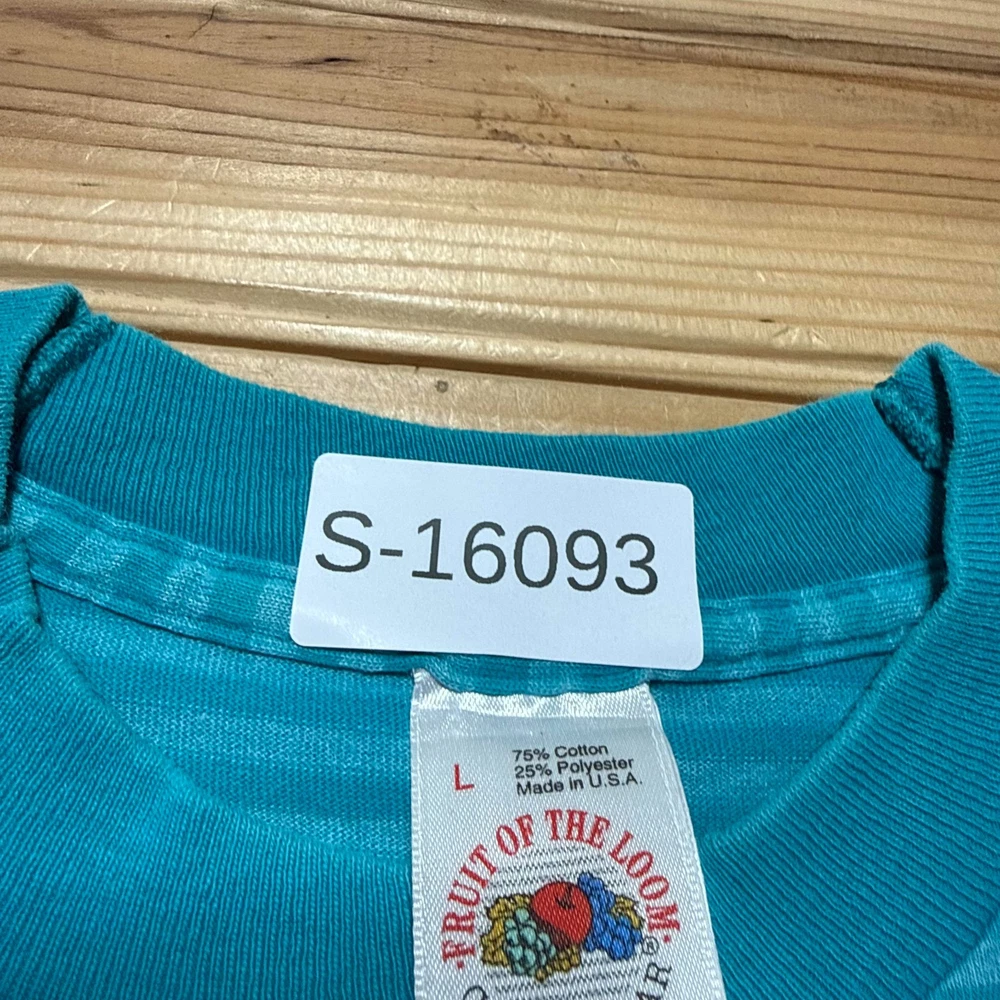 S-16093
L
75% Cotton
25% Polyester
Made in U.S.A.
FRUIT OF THE LOOM
®